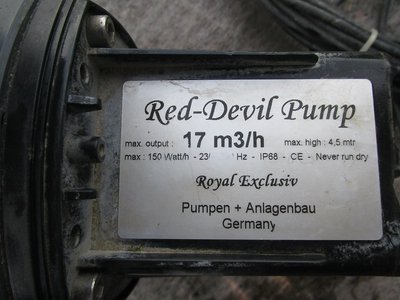 Red-Devil Pump
max. output : 17 m3/h max. high : 4,5 mtr
max : 150 Watt/h - 23 Hz - IP68 - CE - Never run dry
Royal Exclusiv
Pumpen + Anlagenbau
Germany